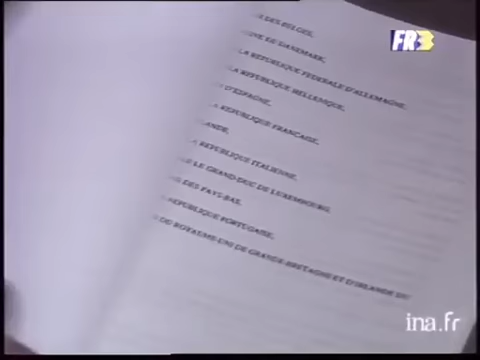 FR3
DES BELGES,
DE DANEMARK,
LA REPUBLIQUE FEDERALE D'ALLEMAGNE,
LA REPUBLIQUE HELLENIQUE,
D'ESPAGNE,
LA REPUBLIQUE FRANCAISE,
LANDE,
LA REPUBLIQUE ITALIENNE,
LE GRAND-DUC DE LUXEMBOURG
DES PAYS-BAS,
REPUBLIQUE PORTUGAISE,
DU ROYAUME-UNI DE GRANDE-BRETAGNE ET D'IRLANDE DU
ina.fr